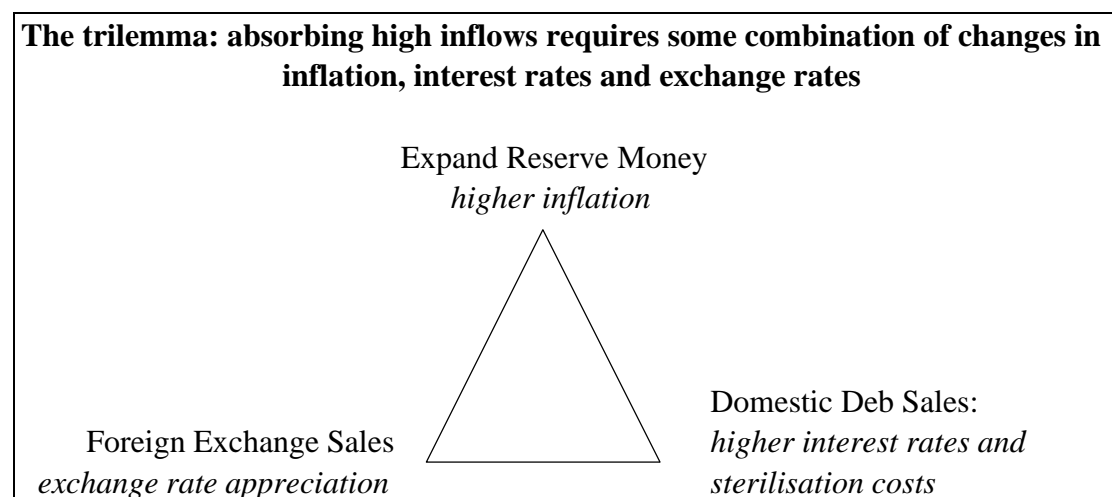 The trilemma: absorbing high inflows requires some combination of changes in
inflation, interest rates and exchange rates
Expand Reserve Money
higher inflation
Foreign Exchange Sales
exchange rate appreciation
Domestic Deb Sales:
higher interest rates and
sterilisation costs